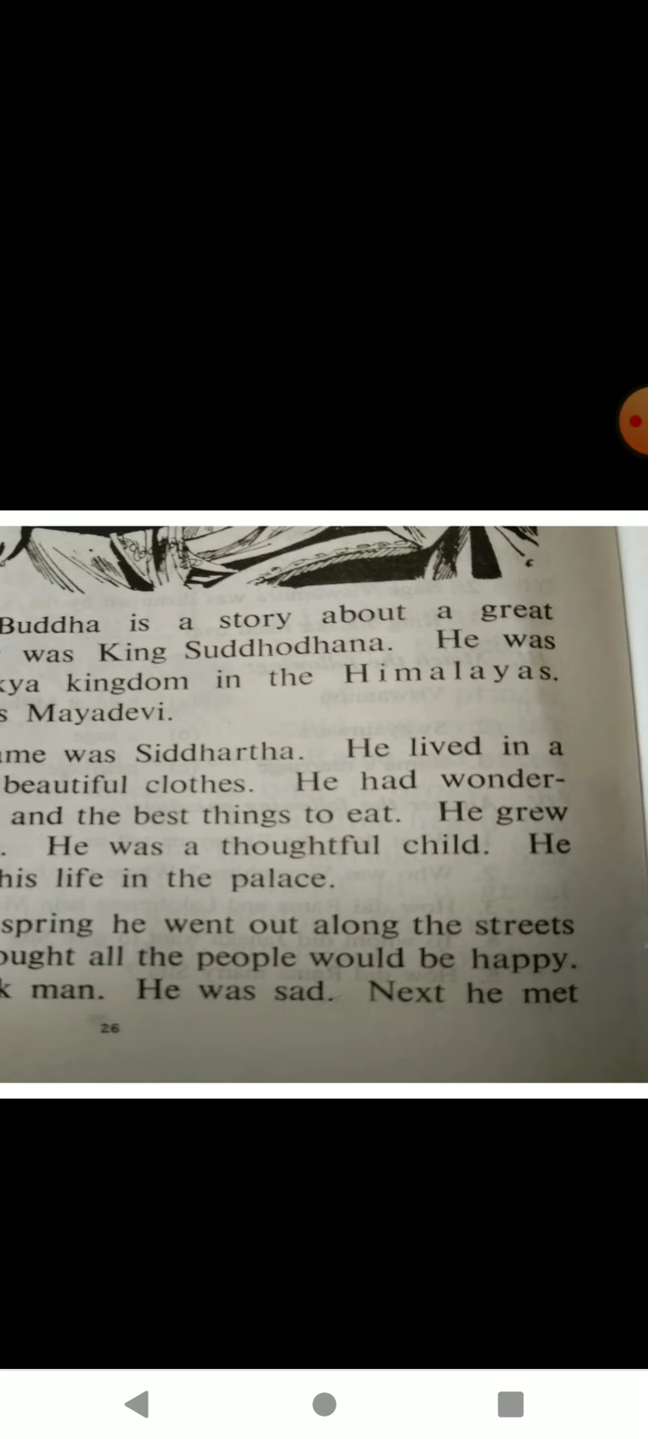 Buddha is a story about a great
was King Suddhodhana. He was
kingdom in the Himalayas.
Mayadevi.
was Siddhartha. He lived in a
beautiful clothes. He had wonder-
and the best things to eat. He grew
. He was a thoughtful child. He
his life in the palace.
spring he went out along the streets
all the people would be happy.
man. He was sad. Next he met
26